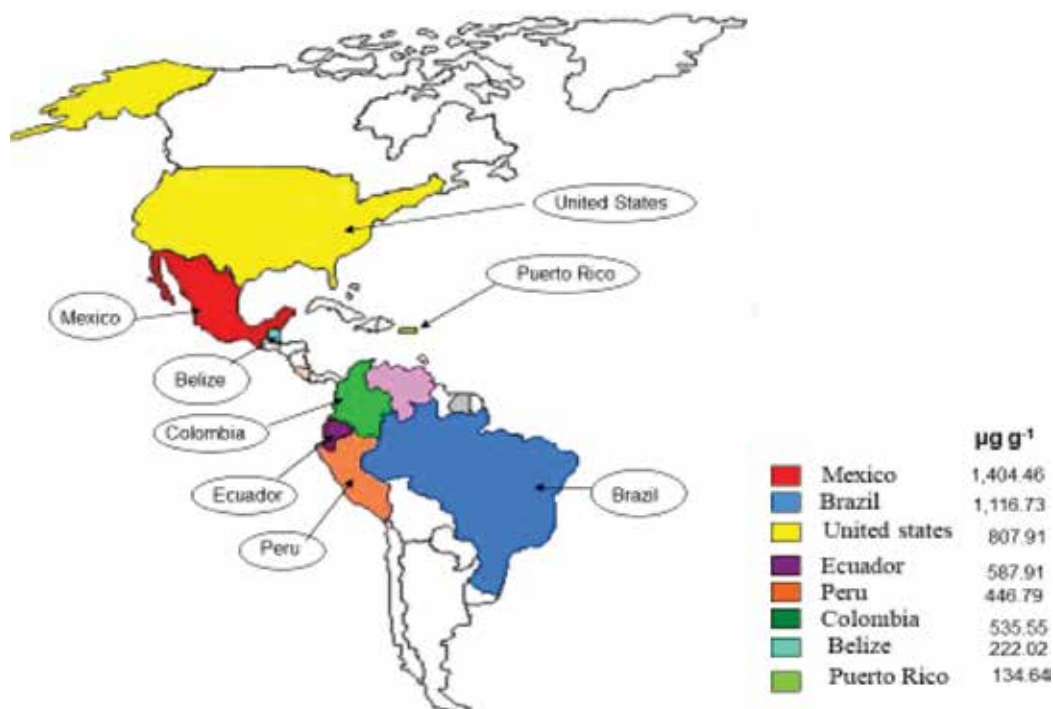 United States
Puerto Rico
Mexico
Belize
Colombia
Ecuador
Brazil
Peru
µg g-1
Mexico 1,404.46
Brazil 1,116.73
United states 807.91
Ecuador 587.91
Peru 446.79
Colombia 535.55
Belize 222.02
Puerto Rico 134.64